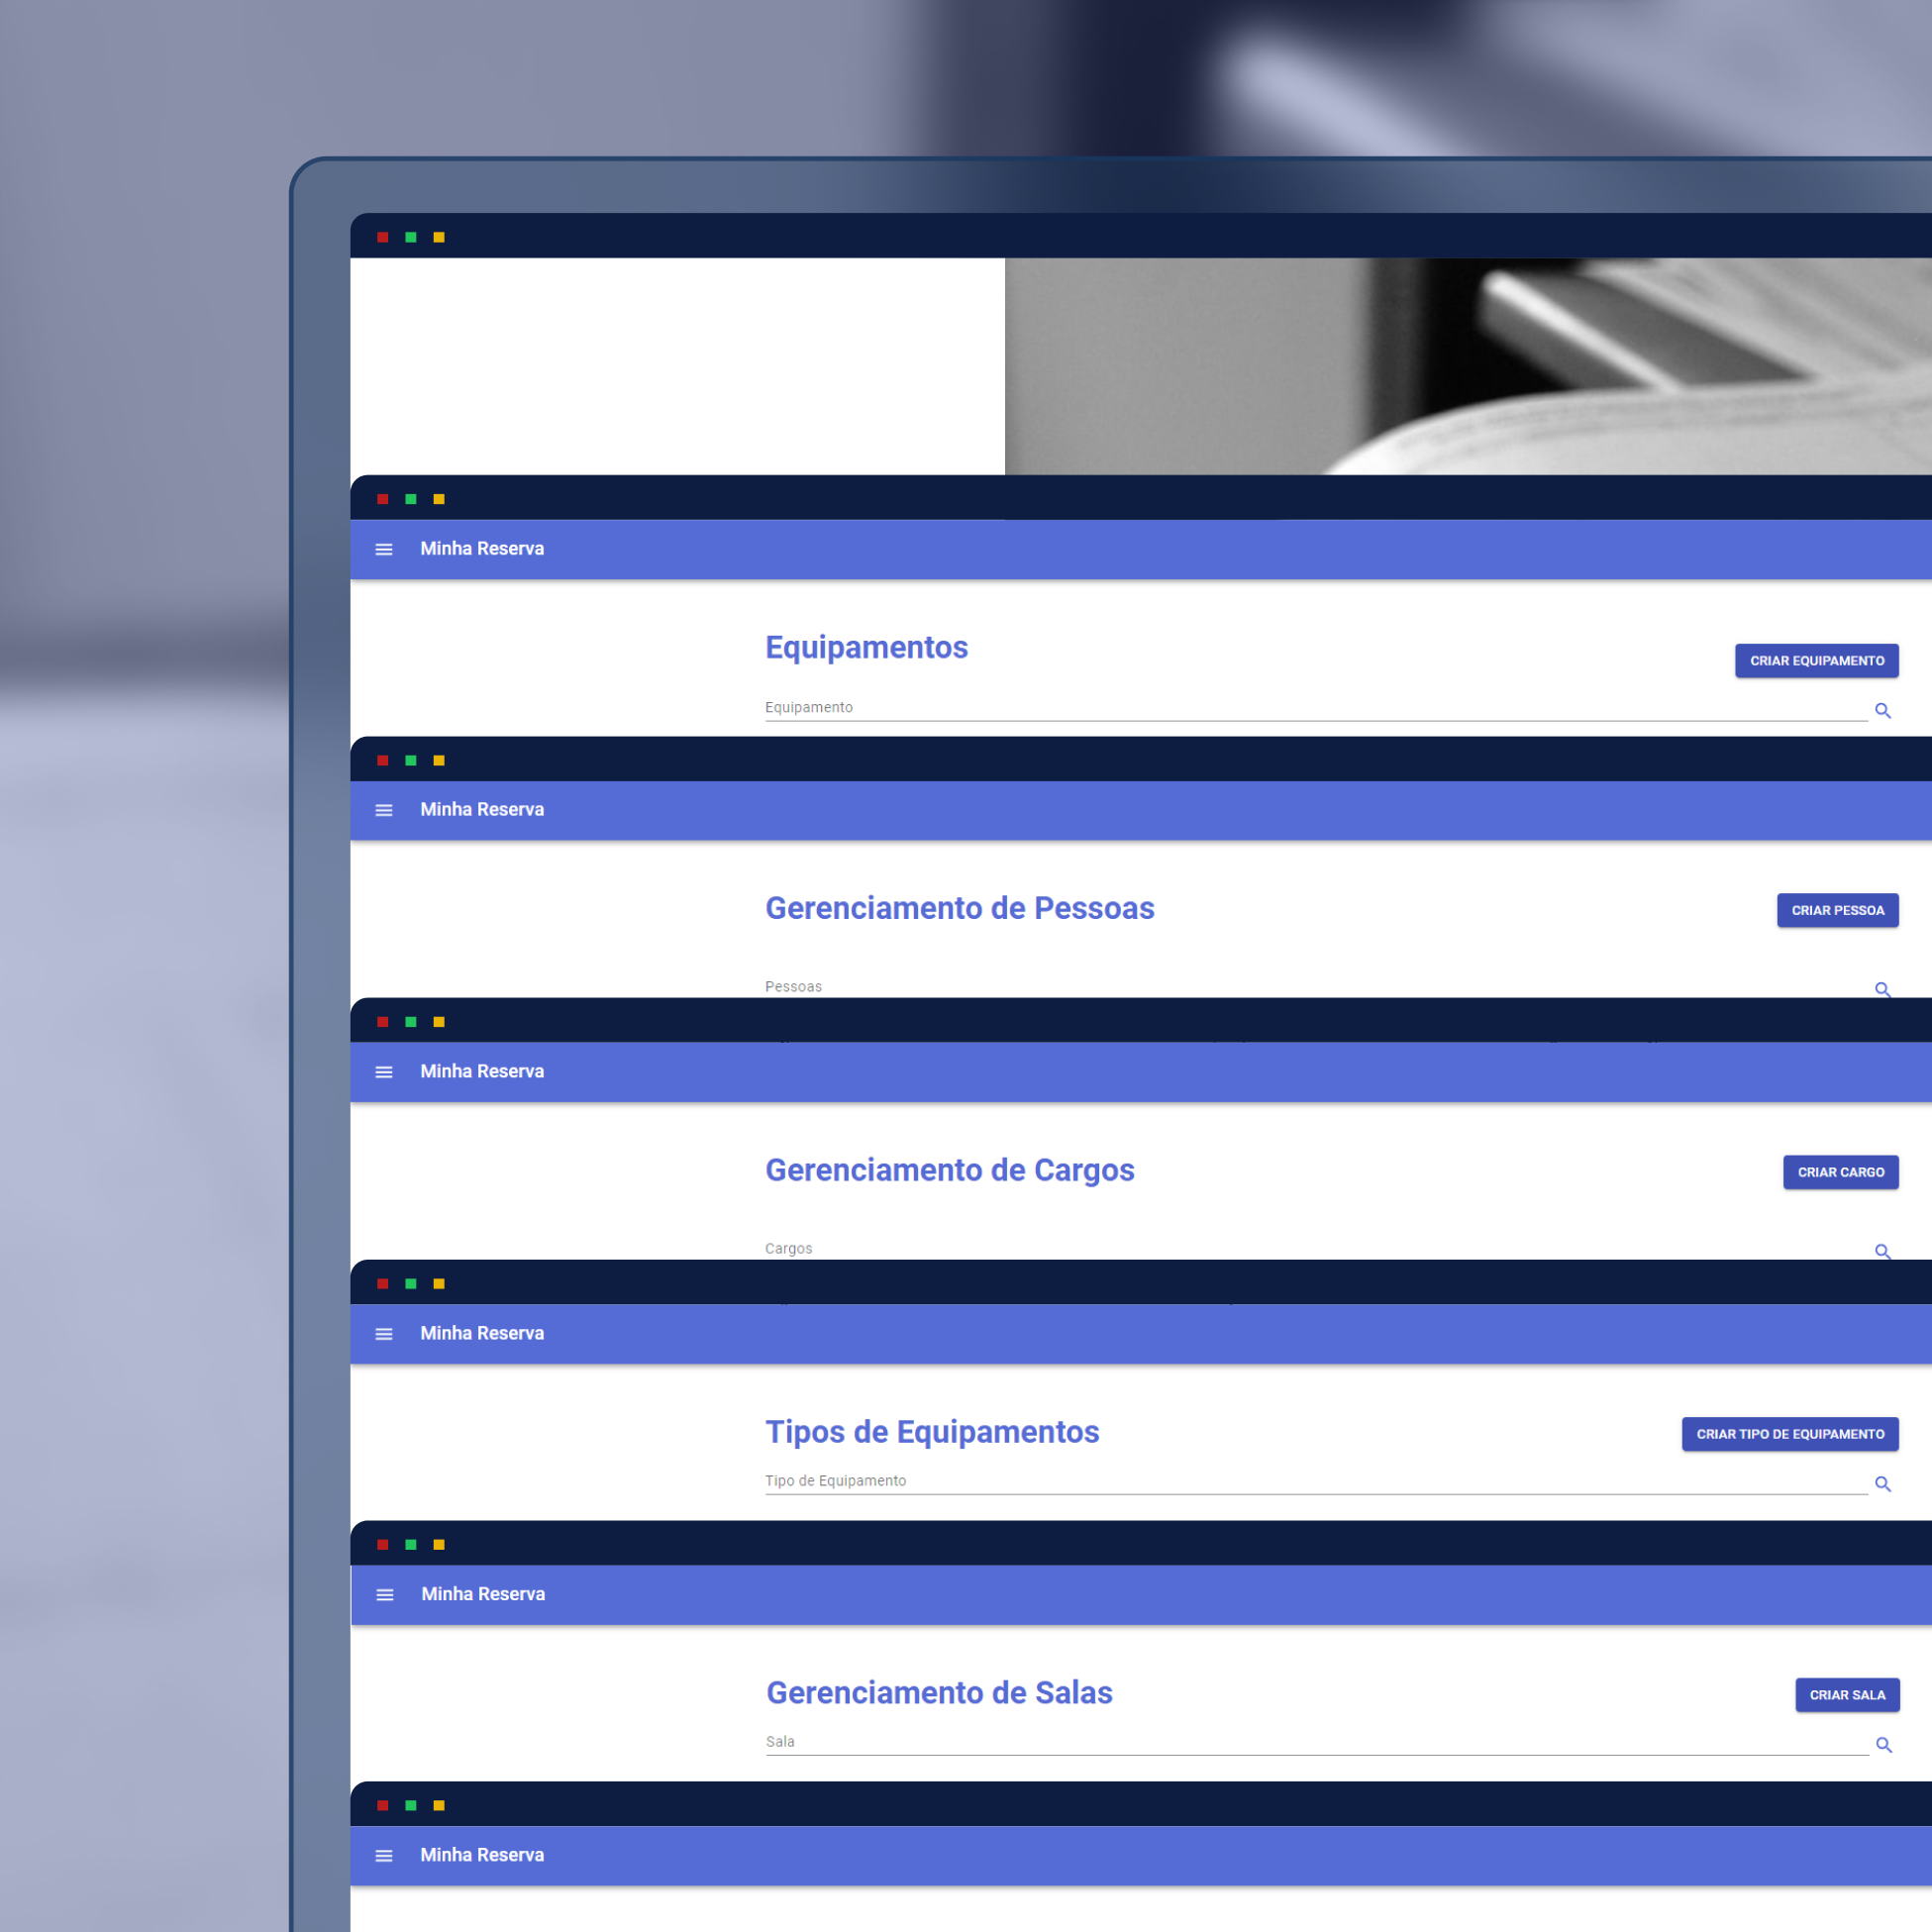 Minha Reserva
Equipamentos
CRIAR EQUIPAMENTO
Equipamento
Minha Reserva
Gerenciamento de Pessoas
CRIAR PESSOA
Pessoas
Minha Reserva
Gerenciamento de Cargos
CRIAR CARGO
Cargos
Minha Reserva
Tipos de Equipamentos
CRIAR TIPO DE EQUIPAMENTO
Tipo de Equipamento
Minha Reserva
Gerenciamento de Salas
CRIAR SALA
Sala
Minha Reserva